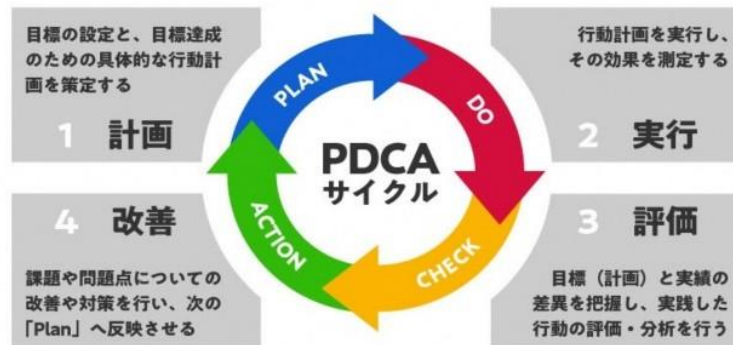 目標の設定と、目標達成
のための具体的な行動計
画を策定する
1 計画
行動計画を実行し、
その効果を測定する
2 実行
PLAN
DO
PDCA
サイクル
ACTION
CHECK
4 改善
課題や問題点についての
改善や対策を行い、次の
「Plan」へ反映させる
3 評価
目標（計画）と実績の
差異を把握し、実践した
行動の評価・分析を行う